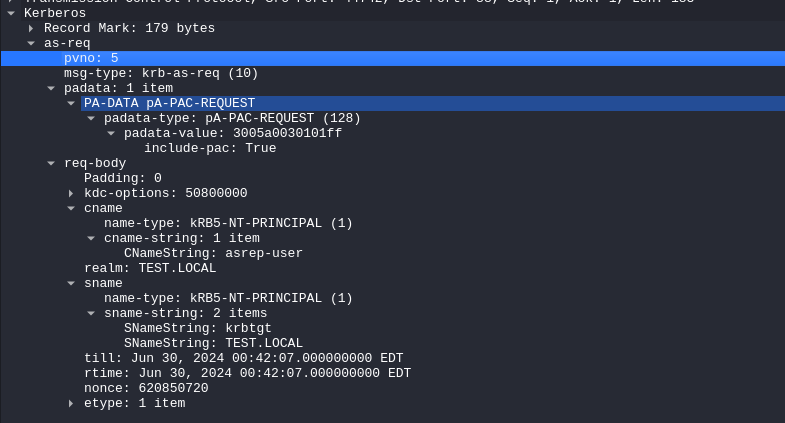 Kerberos
Record Mark: 179 bytes
as-req
pvno: 5
msg-type: krb-as-req (10)
padata: 1 item
PA-DATA pA-PAC-REQUEST
padata-type: pA-PAC-REQUEST (128)
padata-value: 3005a0030101ff
include-pac: True
req-body
Padding: 0
kdc-options: 50800000
cname
name-type: kRB5-NT-PRINCIPAL (1)
cname-string: 1 item
CNameString: asrep-user
realm: TEST.LOCAL
sname
name-type: kRB5-NT-PRINCIPAL (1)
sname-string: 2 items
SNameString: krbtgt
SNameString: TEST.LOCAL
till: Jun 30, 2024 00:42:07.000000000 EDT
rtime: Jun 30, 2024 00:42:07.000000000 EDT
nonce: 620850720
etype: 1 item